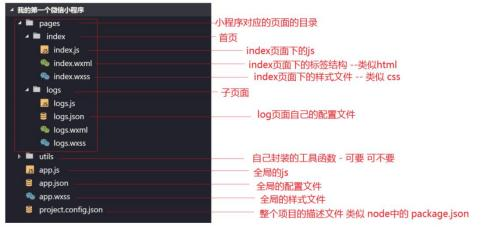 我的第一个微信小程序
pages 小程序对应的页面的目录
index 首页
index.js index页面下的js
index.wxml index页面下的标签结构 --类似html
index.wxss index页面下的样式文件 -- 类似 css
logs 子页面
logs.js
logs.json log页面自己的配置文件
logs.wxml
logs.wxss
utils 自己封装的工具函数 - 可要 可不要
app.js 全局的js
app.json 全局的配置文件
app.wxss 全局的样式文件
project.config.json 整个项目的描述文件 类似 node中的 package.json